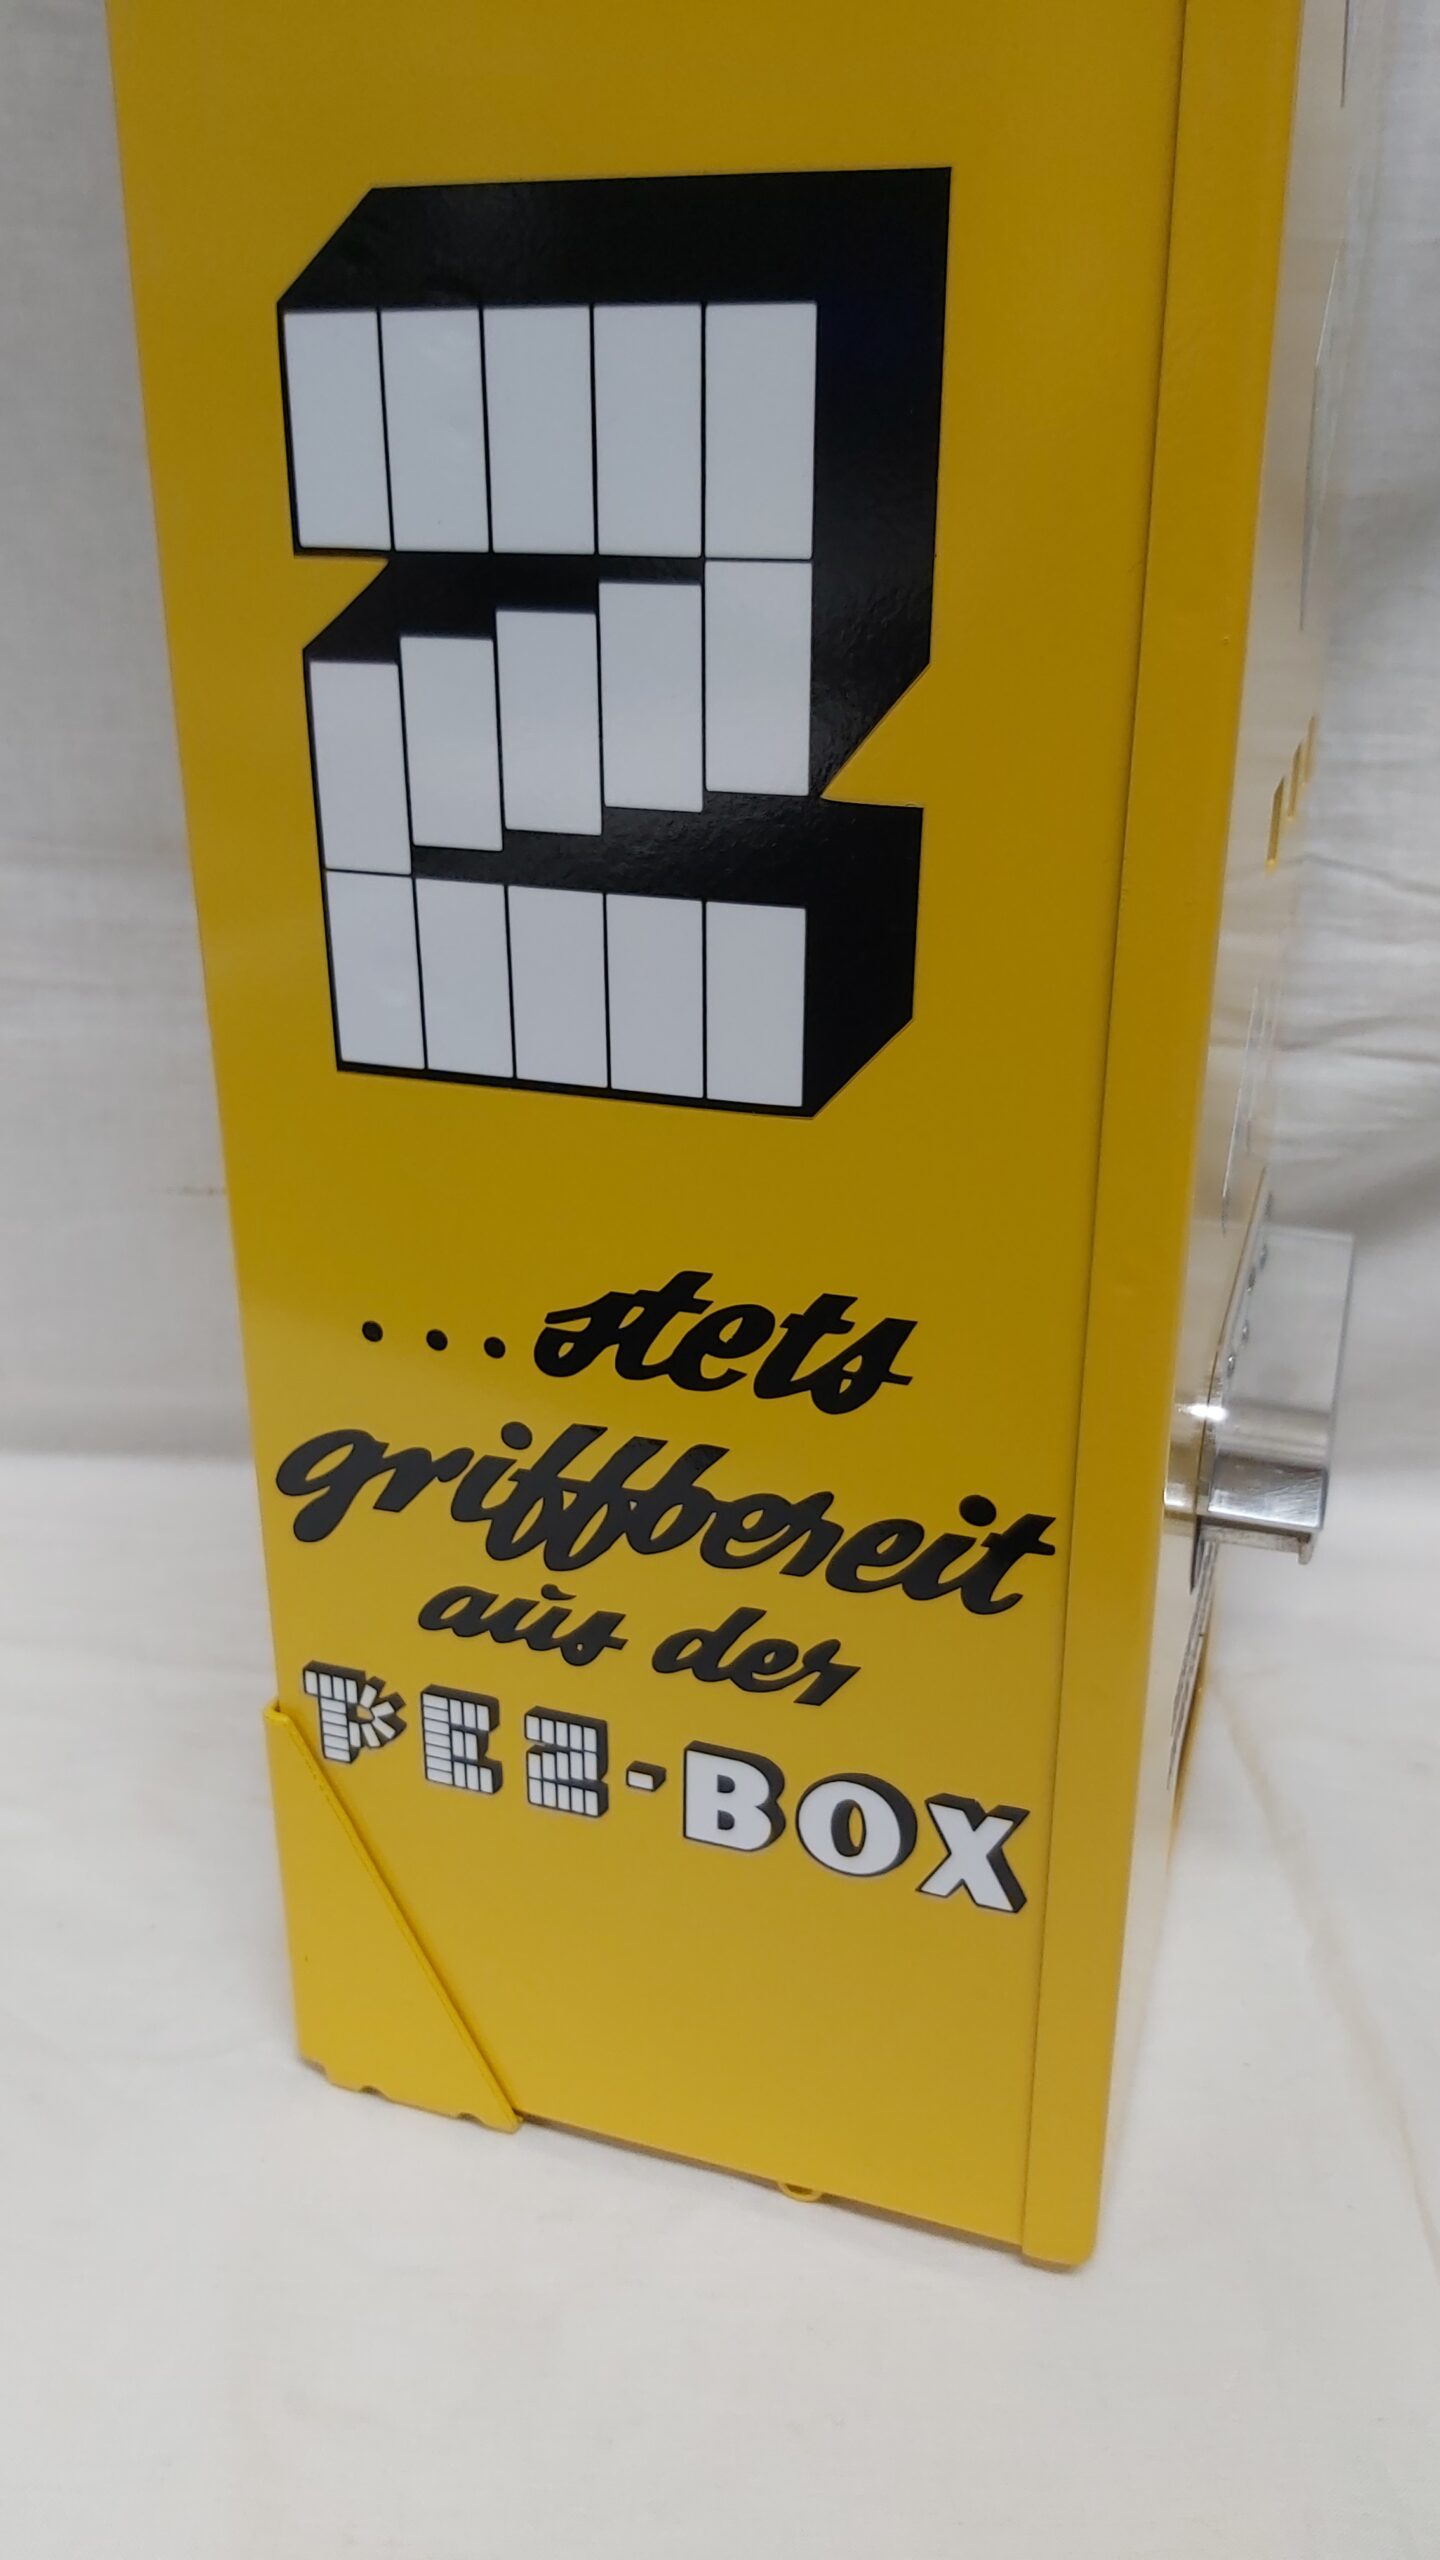 Z
...stets
griffbereit
aus der
PEZ-BOX